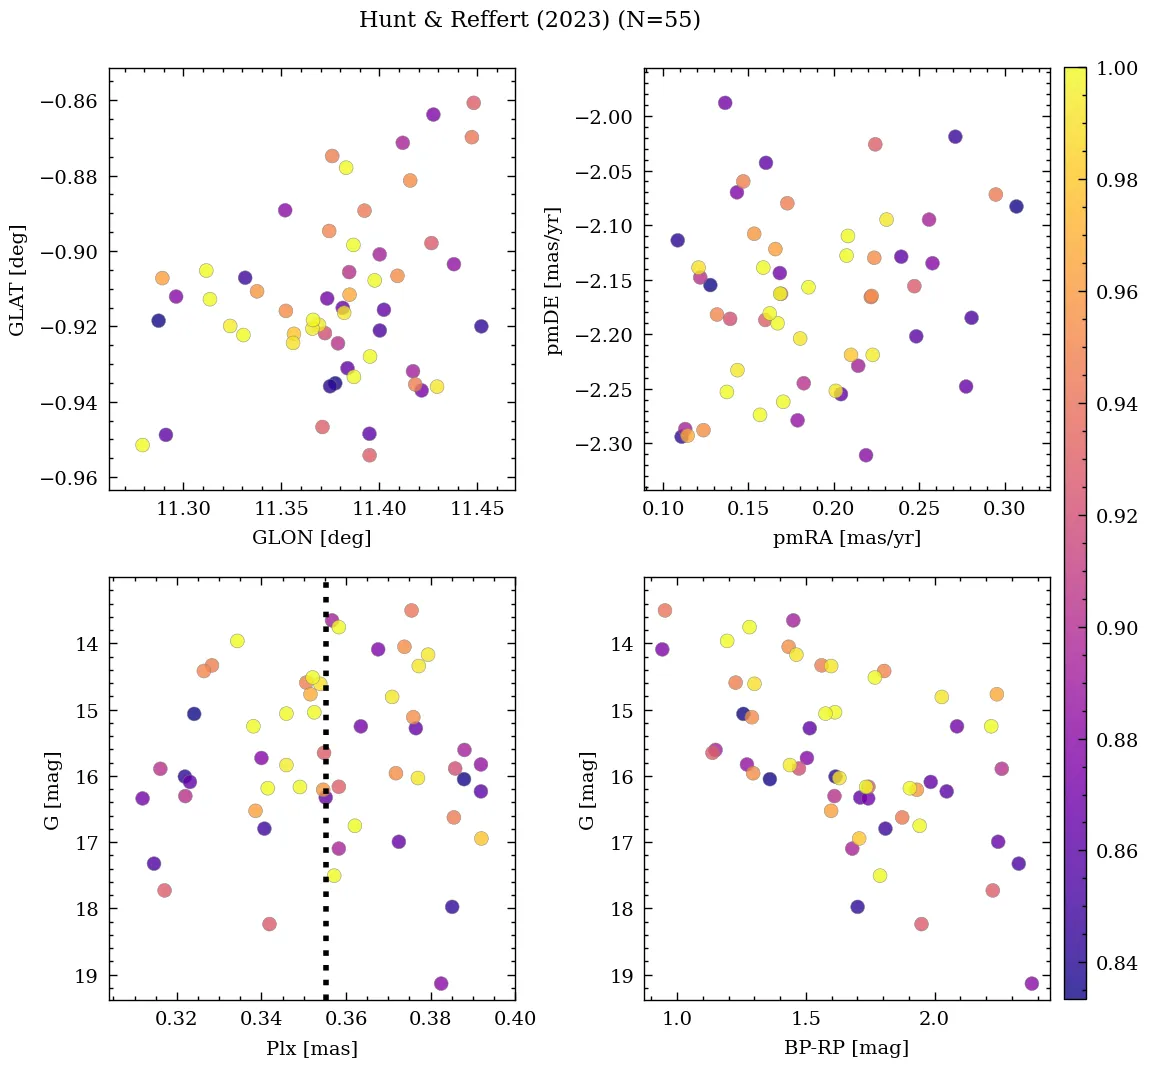 Hunt & Reffert (2023) (N=55)
−0.86
−0.88
−0.90
−0.92
−0.94
−0.96
GLAT [deg]
11.30 11.35 11.40 11.45
GLON [deg]
−2.00
−2.05
−2.10
−2.15
−2.20
−2.25
−2.30
pmDE [mas/yr]
0.10 0.15 0.20 0.25 0.30
pmRA [mas/yr]
14
15
16
17
18
19
G [mag]
0.32 0.34 0.36 0.38 0.40
Plx [mas]
14
15
16
17
18
19
G [mag]
1.0 1.5 2.0
BP-RP [mag]
1.00
0.98
0.96
0.94
0.92
0.90
0.88
0.86
0.84